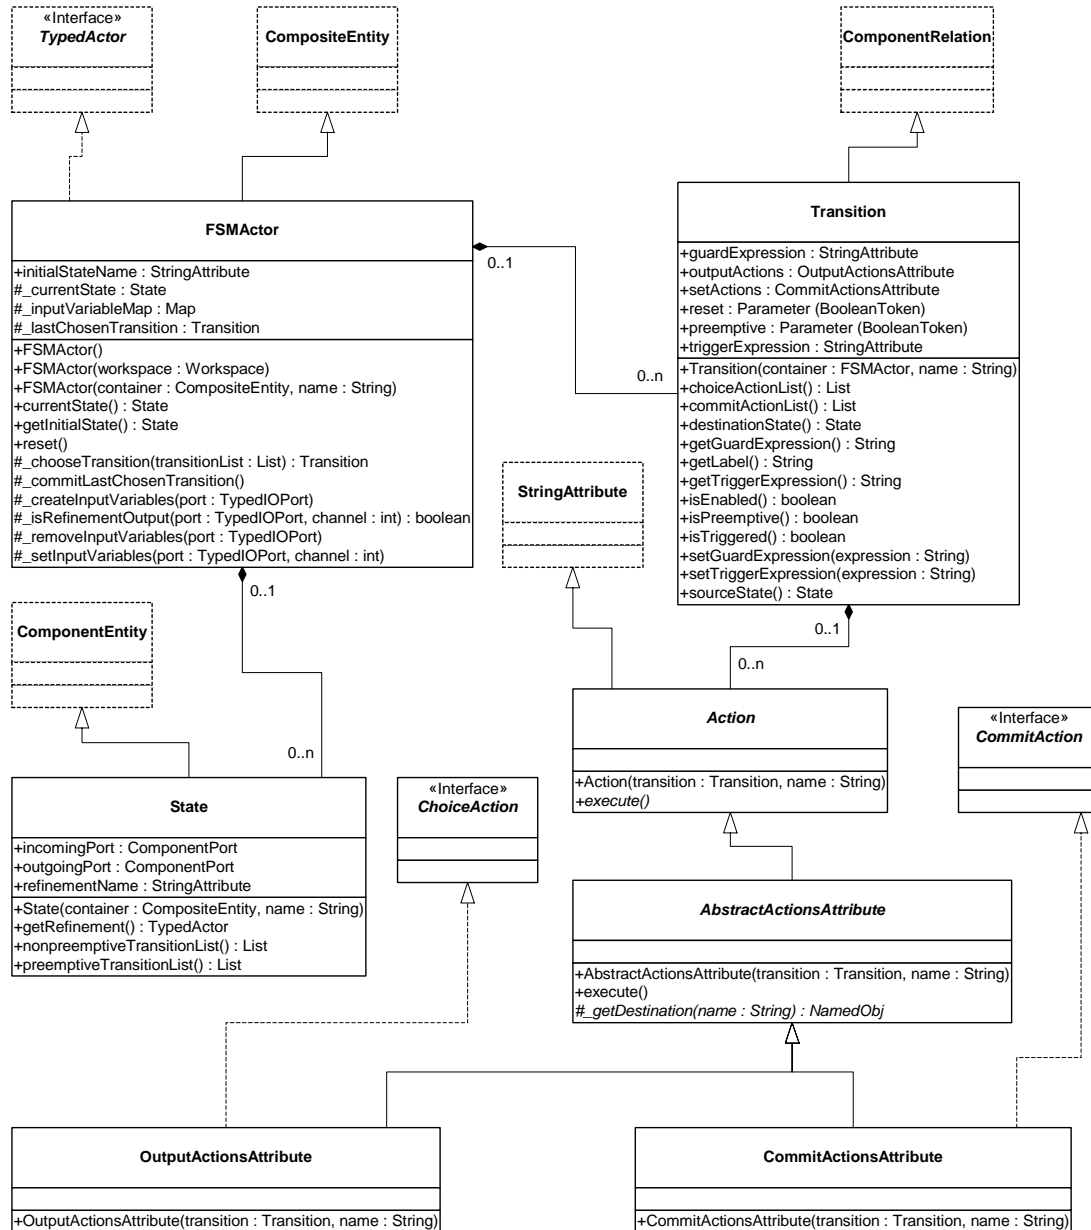 «Interface»
TypedActor
CompositeEntity
ComponentRelation
FSMActor
+initialStateName : StringAttribute
#_currentState : State
#_inputVariableMap : Map
#_lastChosenTransition : Transition
+FSMActor()
+FSMActor(workspace : Workspace)
+FSMActor(container : CompositeEntity, name : String)
+currentState() : State
+getInitialState() : State
+reset()
#_chooseTransition(transitionList : List) : Transition
#_commitLastChosenTransition()
#_createInputVariables(port : TypedIOPort)
#_isRefinementOutput(port : TypedIOPort, channel : int) : boolean
#_removeInputVariables(port : TypedIOPort)
#_setInputVariables(port : TypedIOPort, channel : int)
0..1
0..n
Transition
+guardExpression : StringAttribute
+outputActions : OutputActionsAttribute
+setActions : CommitActionsAttribute
+reset : Parameter (BooleanToken)
+preemptive : Parameter (BooleanToken)
+triggerExpression : StringAttribute
+Transition(container : FSMActor, name : String)
+choiceActionList() : List
+commitActionList() : List
+destinationState() : State
+getGuardExpression() : String
+getLabel() : String
+getTriggerExpression() : String
+isEnabled() : boolean
+isPreemptive() : boolean
+isTriggered() : boolean
+setGuardExpression(expression : String)
+setTriggerExpression(expression : String)
+sourceState() : State
StringAttribute
0..1
0..n
ComponentEntity
0..1
0..n
State
+incomingPort : ComponentPort
+outgoingPort : ComponentPort
+refinementName : StringAttribute
+State(container : CompositeEntity, name : String)
+getRefinement() : TypedActor
+nonpreemptiveTransitionList() : List
+preemptiveTransitionList() : List
«Interface»
ChoiceAction
Action
+Action(transition : Transition, name : String)
+execute()
«Interface»
CommitAction
AbstractActionsAttribute
+AbstractActionsAttribute(transition : Transition, name : String)
+execute()
#_getDestination(name : String) : NamedObj
OutputActionsAttribute
+OutputActionsAttribute(transition : Transition, name : String)
CommitActionsAttribute
+CommitActionsAttribute(transition : Transition, name : String)